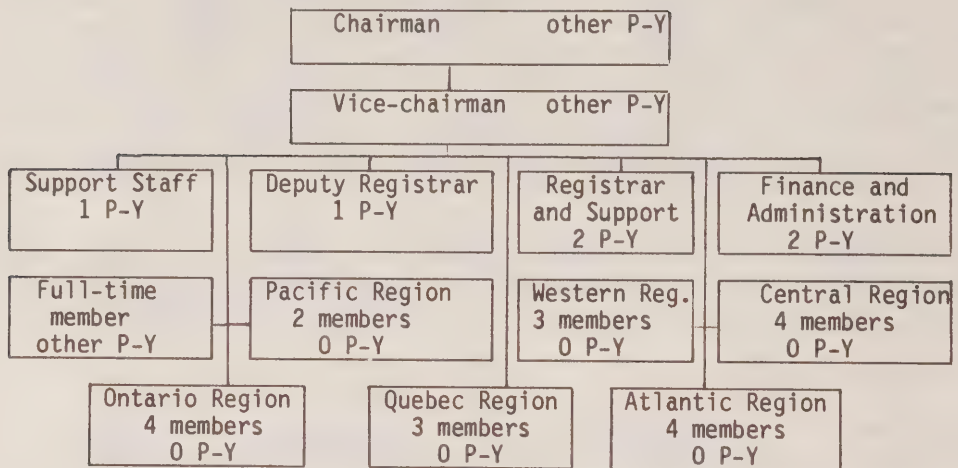 Chairman other P-Y
Vice-chairman other P-Y
Support Staff
1 P-Y
Deputy Registrar
1 P-Y
Registrar
and Support
2 P-Y
Finance and
Administration
2 P-Y
Full-time
member
other P-Y
Pacific Region
2 members
0 P-Y
Western Reg.
3 members
0 P-Y
Central Region
4 members
0 P-Y
Ontario Region
4 members
0 P-Y
Quebec Region
3 members
0 P-Y
Atlantic Region
4 members
0 P-Y